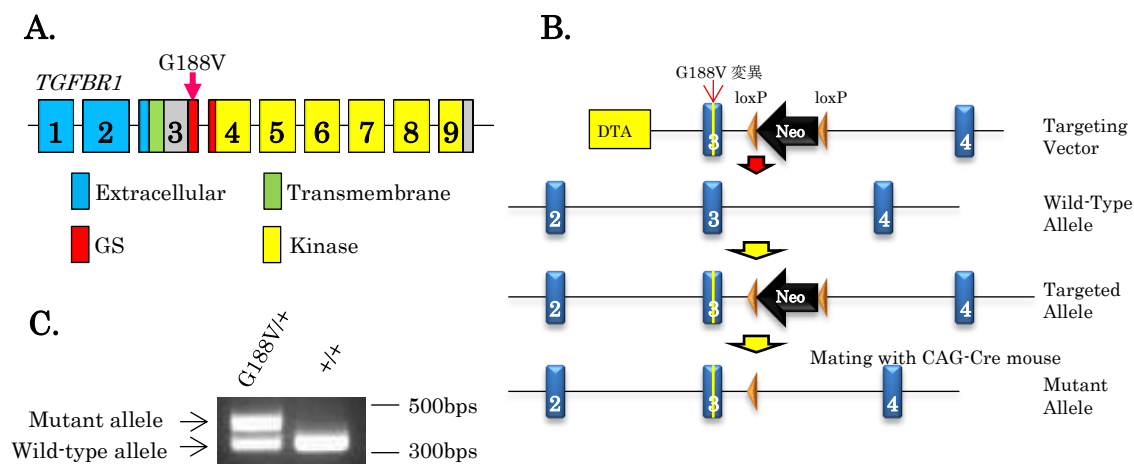 A.
G188V
TGFBR1
1 2 3 4 5 6 7 8 9
Extracellular
Transmembrane
GS
Kinase
B.
G188V 変異
loxP loxP
DTA 3 Neo 4
Targeting
Vector
2 3 4
Wild-Type
Allele
2 3 Neo 4
Targeted
Allele
Mating with CAG-Cre mouse
2 3 4
Mutant
Allele
C.
G188V/+
+/+
Mutant allele
Wild-type allele
500bps
300bps